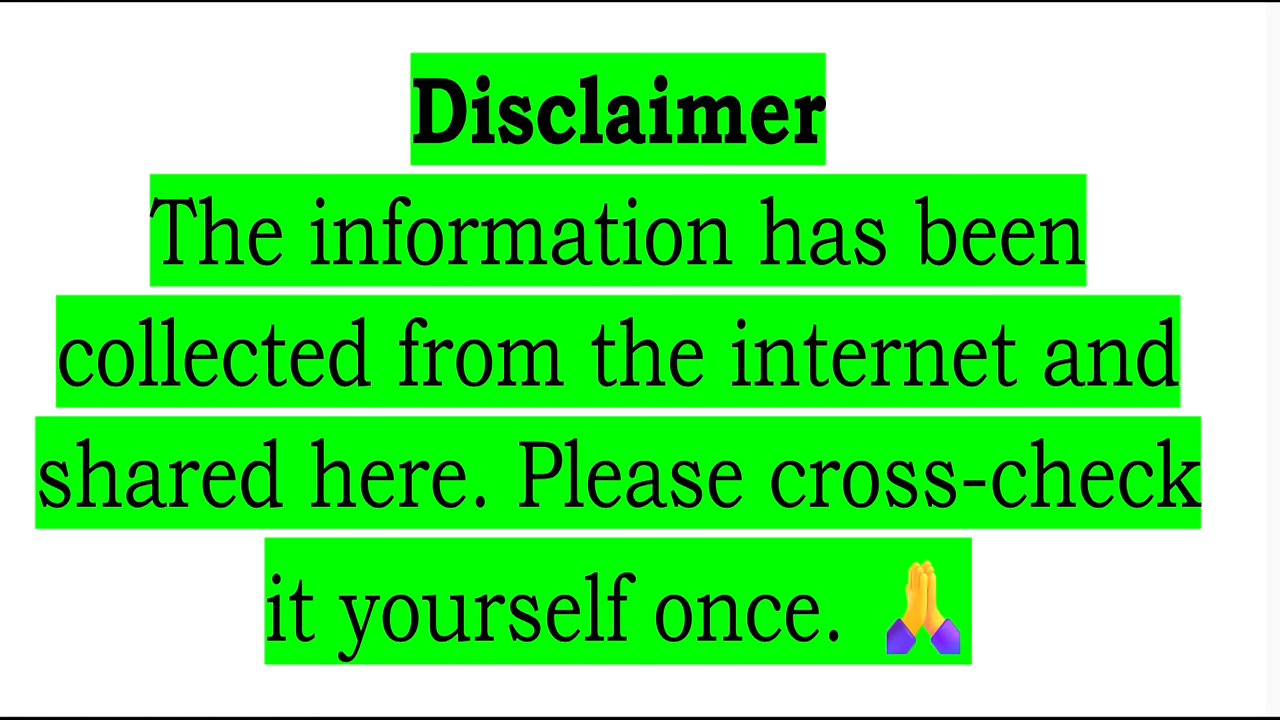 Disclaimer
The information has been
collected from the internet and
shared here. Please cross-check
it yourself once. 🙏